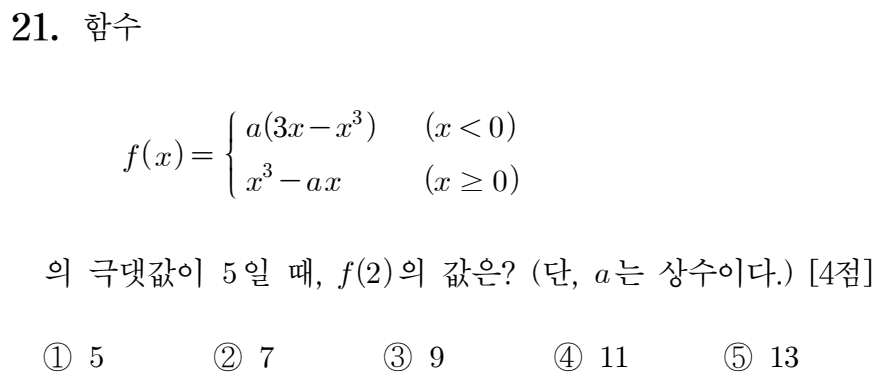 21. 함수
f(x) = { a(3x − x³) (x < 0)
x³ − ax (x ≥ 0)
의 극댓값이 5일 때, f(2)의 값은? (단, a는 상수이다.) [4점]
① 5 ② 7 ③ 9 ④ 11 ⑤ 13